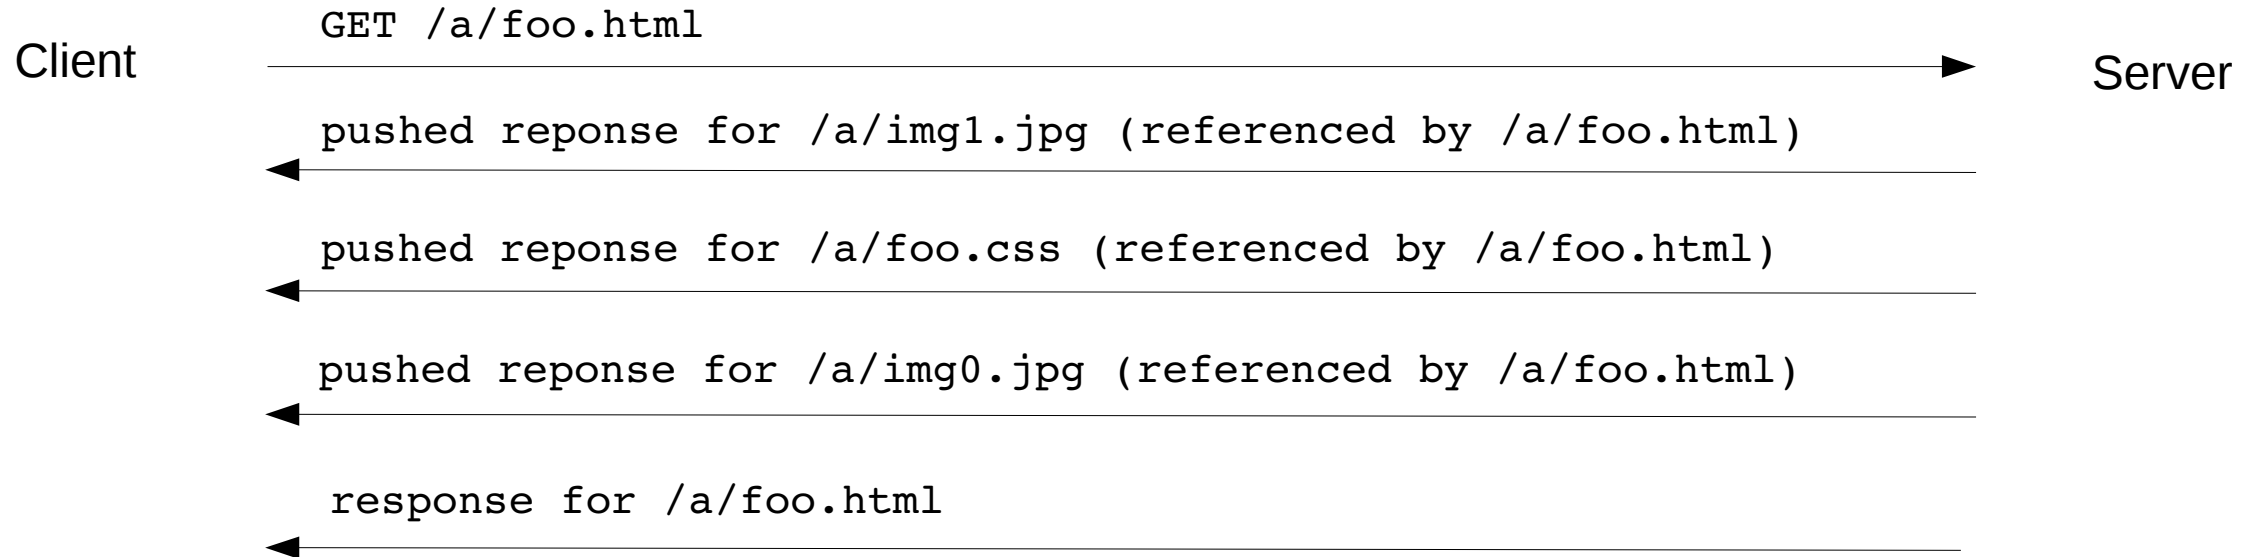 GET /a/foo.html
Client
Server
pushed reponse for /a/img1.jpg (referenced by /a/foo.html)
pushed reponse for /a/foo.css (referenced by /a/foo.html)
pushed reponse for /a/img0.jpg (referenced by /a/foo.html)
response for /a/foo.html